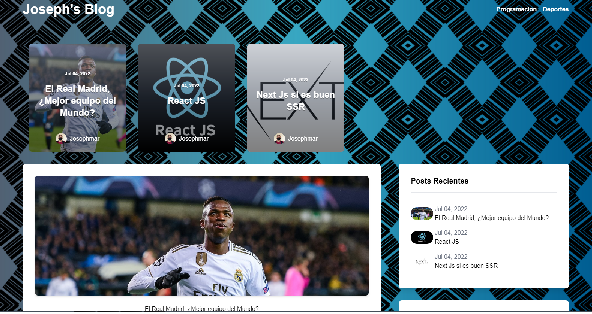 Joseph's Blog
Programacion Deportes
Jul 04, 2022
El Real Madrid,
¿Mejor equipo del
Mundo?
Josophmar
Jul 04, 2022
React JS
React JS
Josophmar
Jul 04, 2022
NEXT
Next Js si es buen
SSR
Josophmar
Posts Recientes
Jul 04, 2022
El Real Madrid, ¿Mejor equipo del Mundo?
Jul 04, 2022
React JS
Jul 04, 2022
Next Js si es buen SSR
El Real Madrid, ¿Mejor equipo del Mundo?